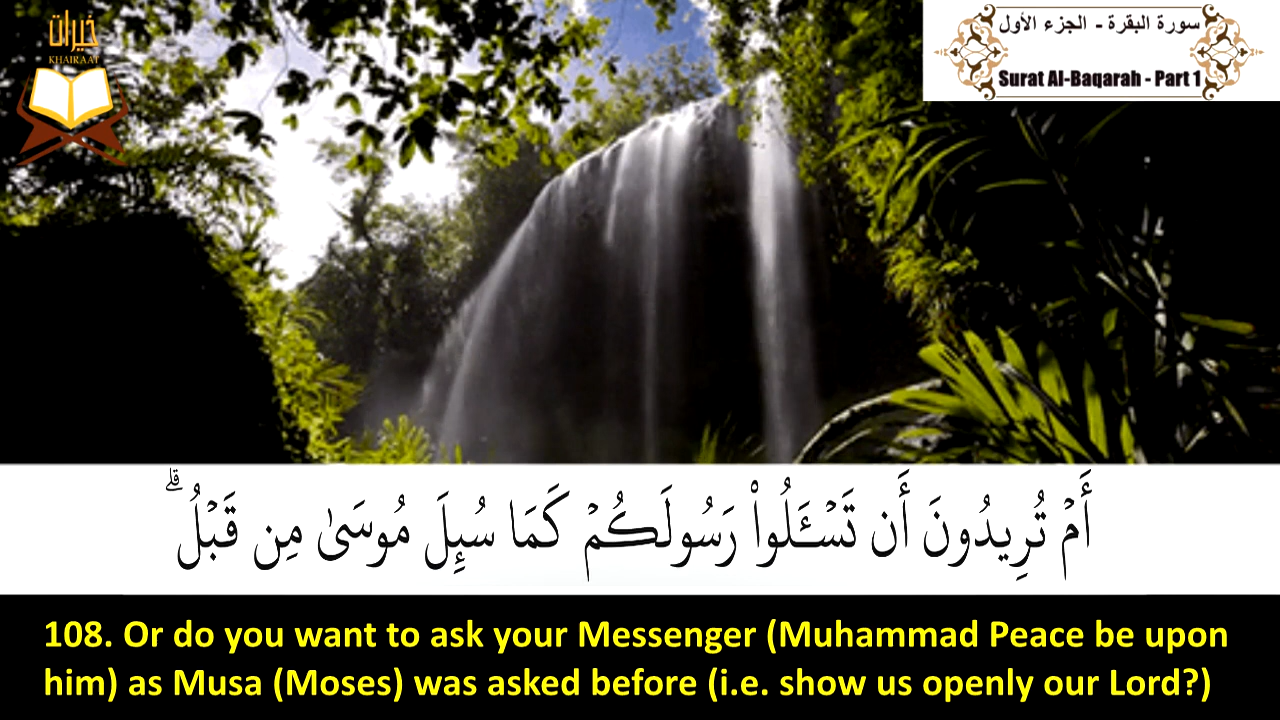 خيرات
KHAIRAAT
سورة البقرة - الجزء الأول
Surat Al-Baqarah - Part 1
أَمْ تُرِيدُونَ أَن تَسْـَٔلُوا۟ رَسُولَكُمْ كَمَا سُئِلَ مُوسَىٰ مِن قَبْلُ ۗ
108. Or do you want to ask your Messenger (Muhammad Peace be upon
him) as Musa (Moses) was asked before (i.e. show us openly our Lord?)